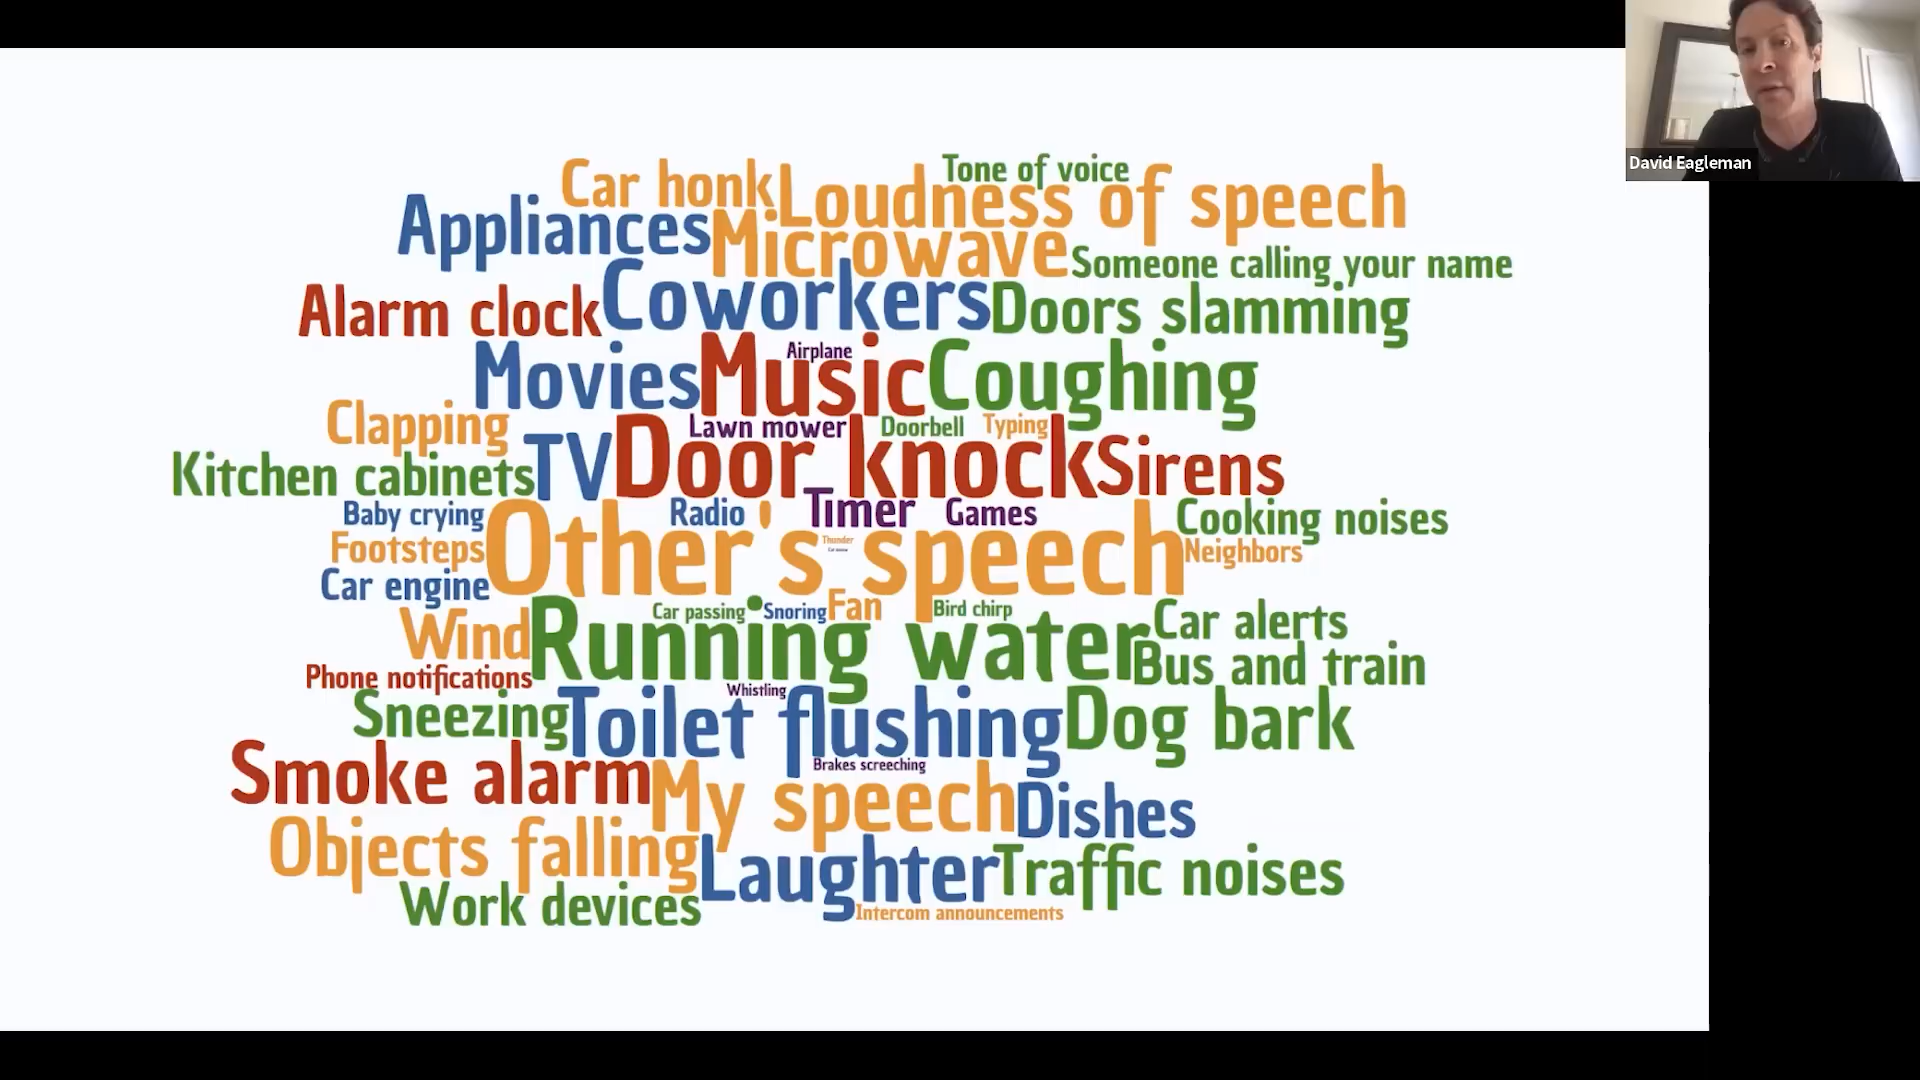 David Eagleman
Tone of voice
Car honk
Loudness of speech
Appliances
Microwave
Someone calling your name
Alarm clock
Coworkers
Doors slamming
Airplane
Movies
Music
Coughing
Clapping
Lawn mower
Doorbell
Typing
Kitchen cabinets
TV
Door knock
Sirens
Baby crying
Radio
Timer
Games
Cooking noises
Footsteps
Other's speech
Thunder
Neighbors
Car engine
Wind
Car passing
Snoring
Fan
Bird chirp
Car alerts
Running water
Bus and train
Phone notifications
Whistling
Sneezing
Toilet flushing
Dog bark
Smoke alarm
Brakes screeching
My speech
Dishes
Objects falling
Laughter
Traffic noises
Work devices
Intercom announcements